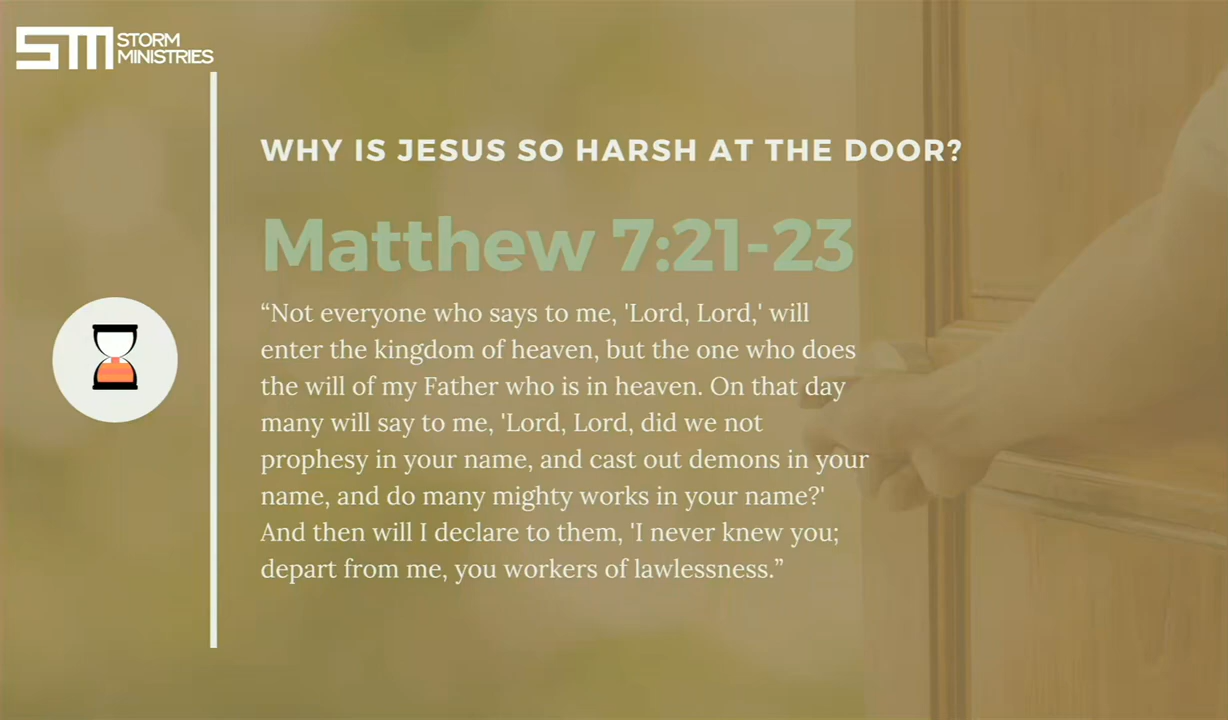 STORM
MINISTRIES
WHY IS JESUS SO HARSH AT THE DOOR?
Matthew 7:21-23
“Not everyone who says to me, 'Lord, Lord,' will
enter the kingdom of heaven, but the one who does
the will of my Father who is in heaven. On that day
many will say to me, 'Lord, Lord, did we not
prophesy in your name, and cast out demons in your
name, and do many mighty works in your name?'
And then will I declare to them, 'I never knew you;
depart from me, you workers of lawlessness.”